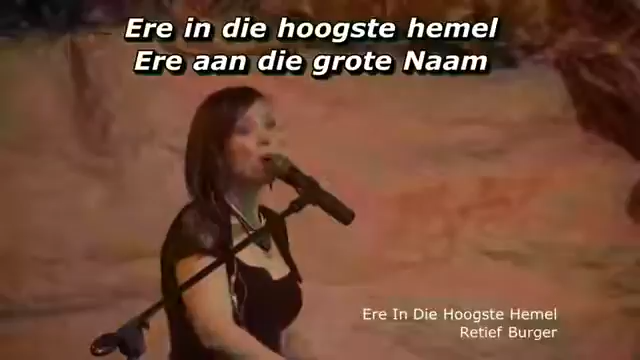 Ere in die hoogste hemel
Ere aan die grote Naam
Ere In Die Hoogste Hemel
Retief Burger